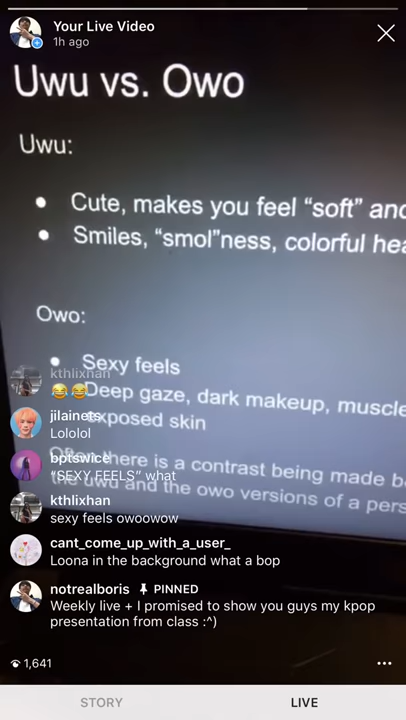 Your Live Video
1h ago
Uwu vs. Owo
Uwu:
• Cute, makes you feel “soft” and
• Smiles, “smol”ness, colorful
Owo:
• Sexy feels
kthlixhan
😂😂
Deep gaze, dark makeup,
exposed skin
jilainets
Lololol
there is a contrast being made
the uwu and the owo versions of a
bptswice
“SEXY FEELS” what
kthlixhan
sexy feels owoowow
cant_come_up_with_a_user_
Loona in the background what a bop
notrealboris PINNED
Weekly live + I promised to show you guys my kpop
presentation from class :^)
1,641
STORY
LIVE